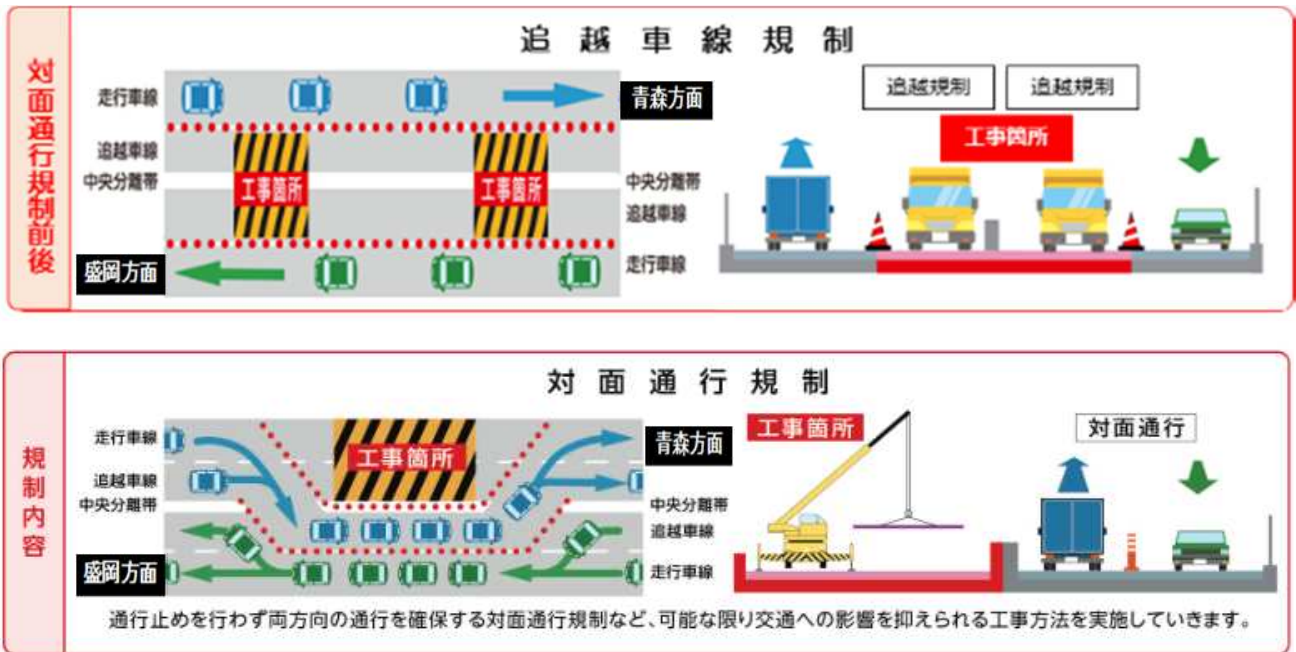 対面通行規制前後
追越車線規制
走行車線
青森方面
追越車線
中央分離帯
工事箇所
工事箇所
中央分離帯
追越車線
盛岡方面
走行車線
追越規制
追越規制
工事箇所
規制内容
対面通行規制
走行車線
工事箇所
青森方面
追越車線
中央分離帯
中央分離帯
追越車線
盛岡方面
走行車線
工事箇所
対面通行
通行止めを行わず両方向の通行を確保する対面通行規制など、可能な限り交通への影響を抑えられる工事方法を実施していきます。